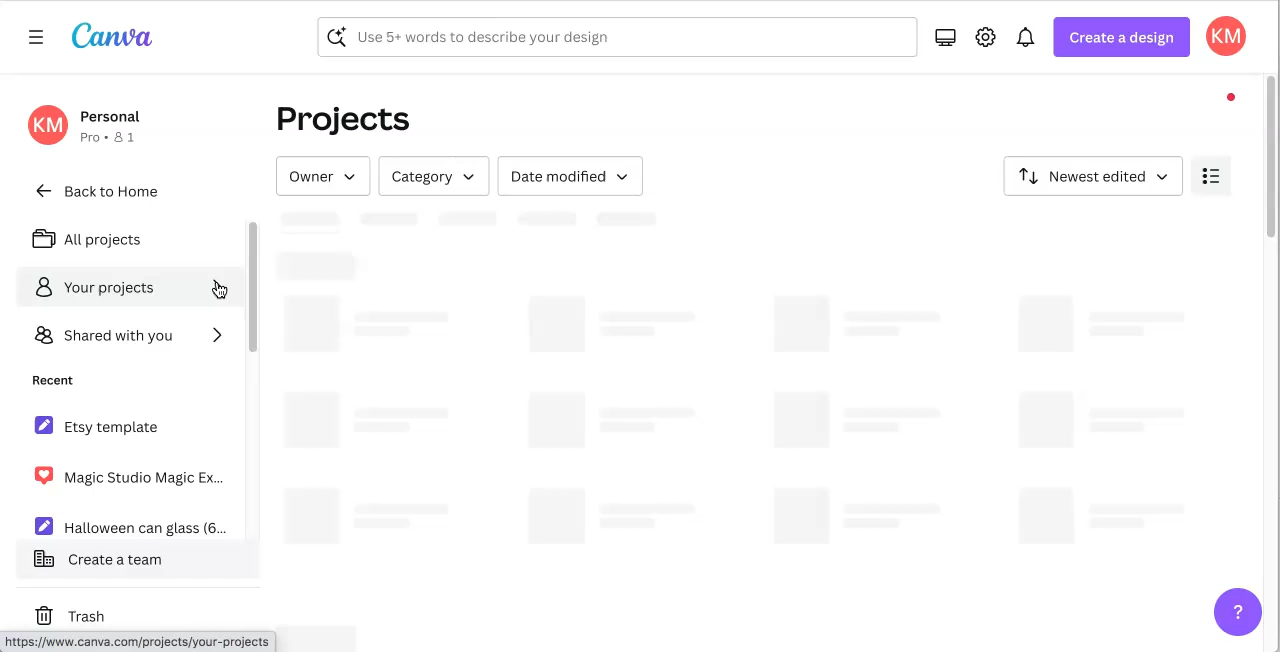 Canva
Use 5+ words to describe your design
Create a design
KM
KM
Personal
Pro • 1
Back to Home
All projects
Your projects
Shared with you
Recent
Etsy template
Magic Studio Magic Ex...
Halloween can glass (6...
Create a team
Trash
https://www.canva.com/projects/your-projects
Projects
Owner
Category
Date modified
Newest edited
?